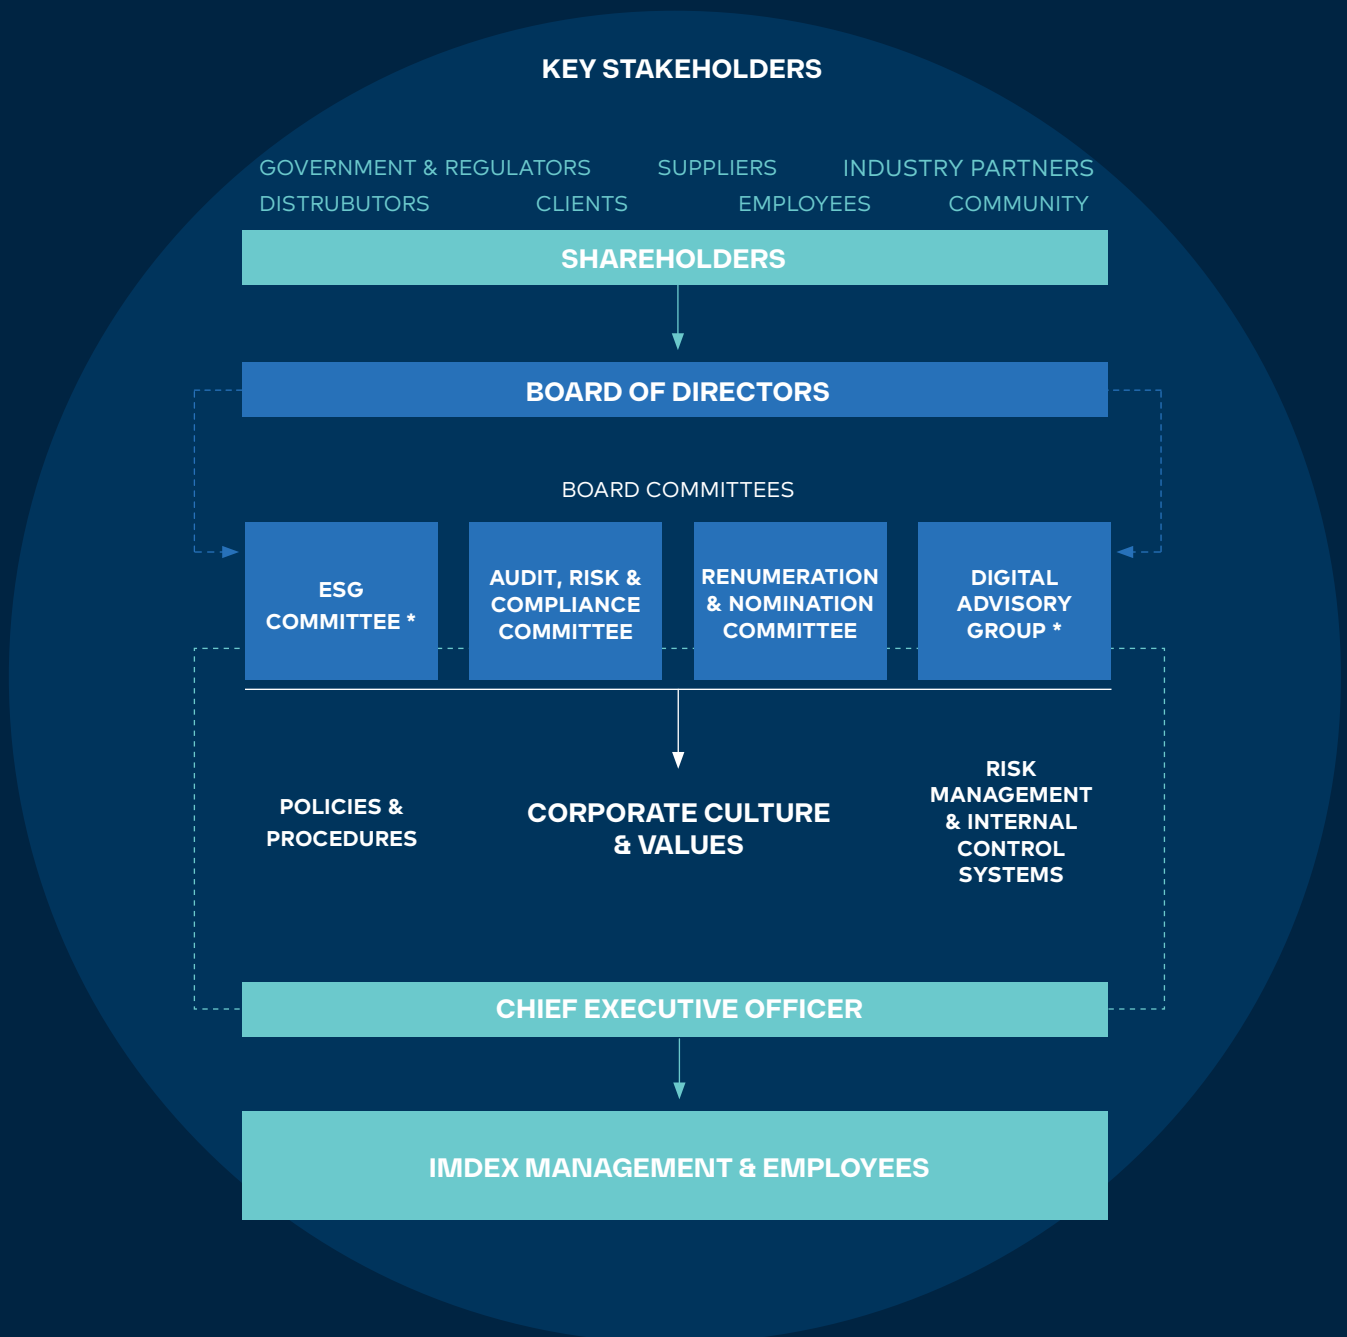 KEY STAKEHOLDERS
GOVERNMENT & REGULATORS SUPPLIERS INDUSTRY PARTNERS
DISTRUBUTORS CLIENTS EMPLOYEES COMMUNITY
SHAREHOLDERS
BOARD OF DIRECTORS
BOARD COMMITTEES
ESG
COMMITTEE *
AUDIT, RISK &
COMPLIANCE
COMMITTEE
RENUMERATION
& NOMINATION
COMMITTEE
DIGITAL
ADVISORY
GROUP *
POLICIES &
PROCEDURES
CORPORATE CULTURE
& VALUES
RISK
MANAGEMENT
& INTERNAL
CONTROL
SYSTEMS
CHIEF EXECUTIVE OFFICER
IMDEX MANAGEMENT & EMPLOYEES